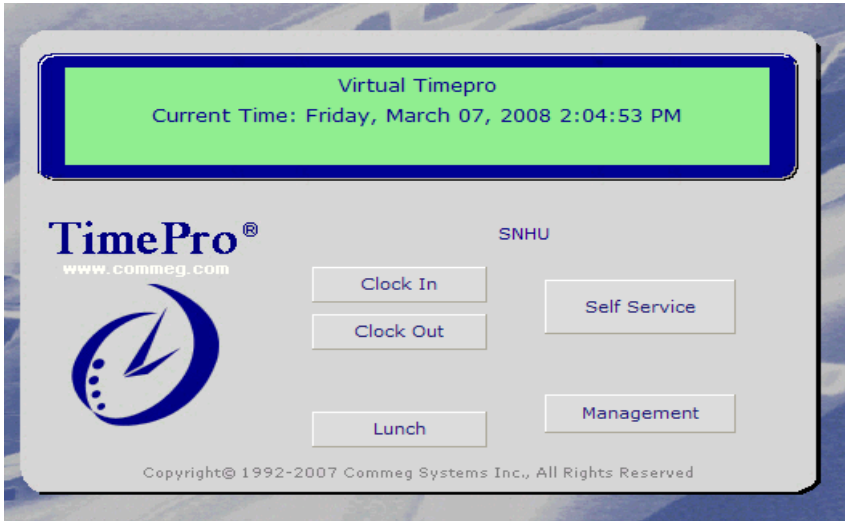 Virtual Timepro
Current Time: Friday, March 07, 2008 2:04:53 PM
TimePro®
www.commeg.com
SNHU
Clock In
Self Service
Clock Out
Management
Lunch
Copyright© 1992-2007 Commeg Systems Inc., All Rights Reserved